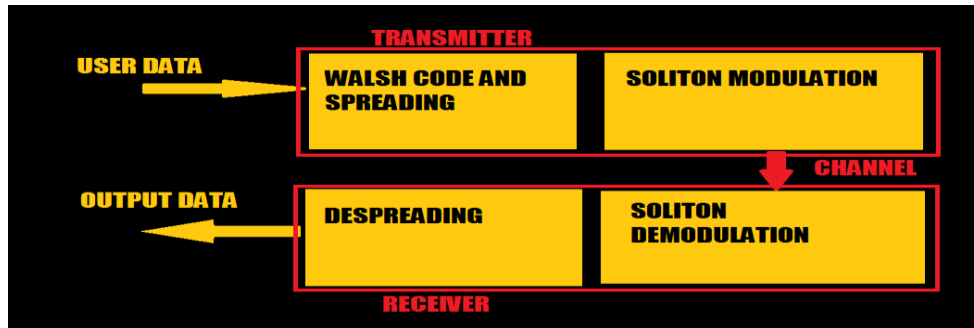 TRANSMITTER
USER DATA
WALSH CODE AND
SPREADING
SOLITON MODULATION
CHANNEL
OUTPUT DATA
DESPREADING
SOLITON
DEMODULATION
RECEIVER